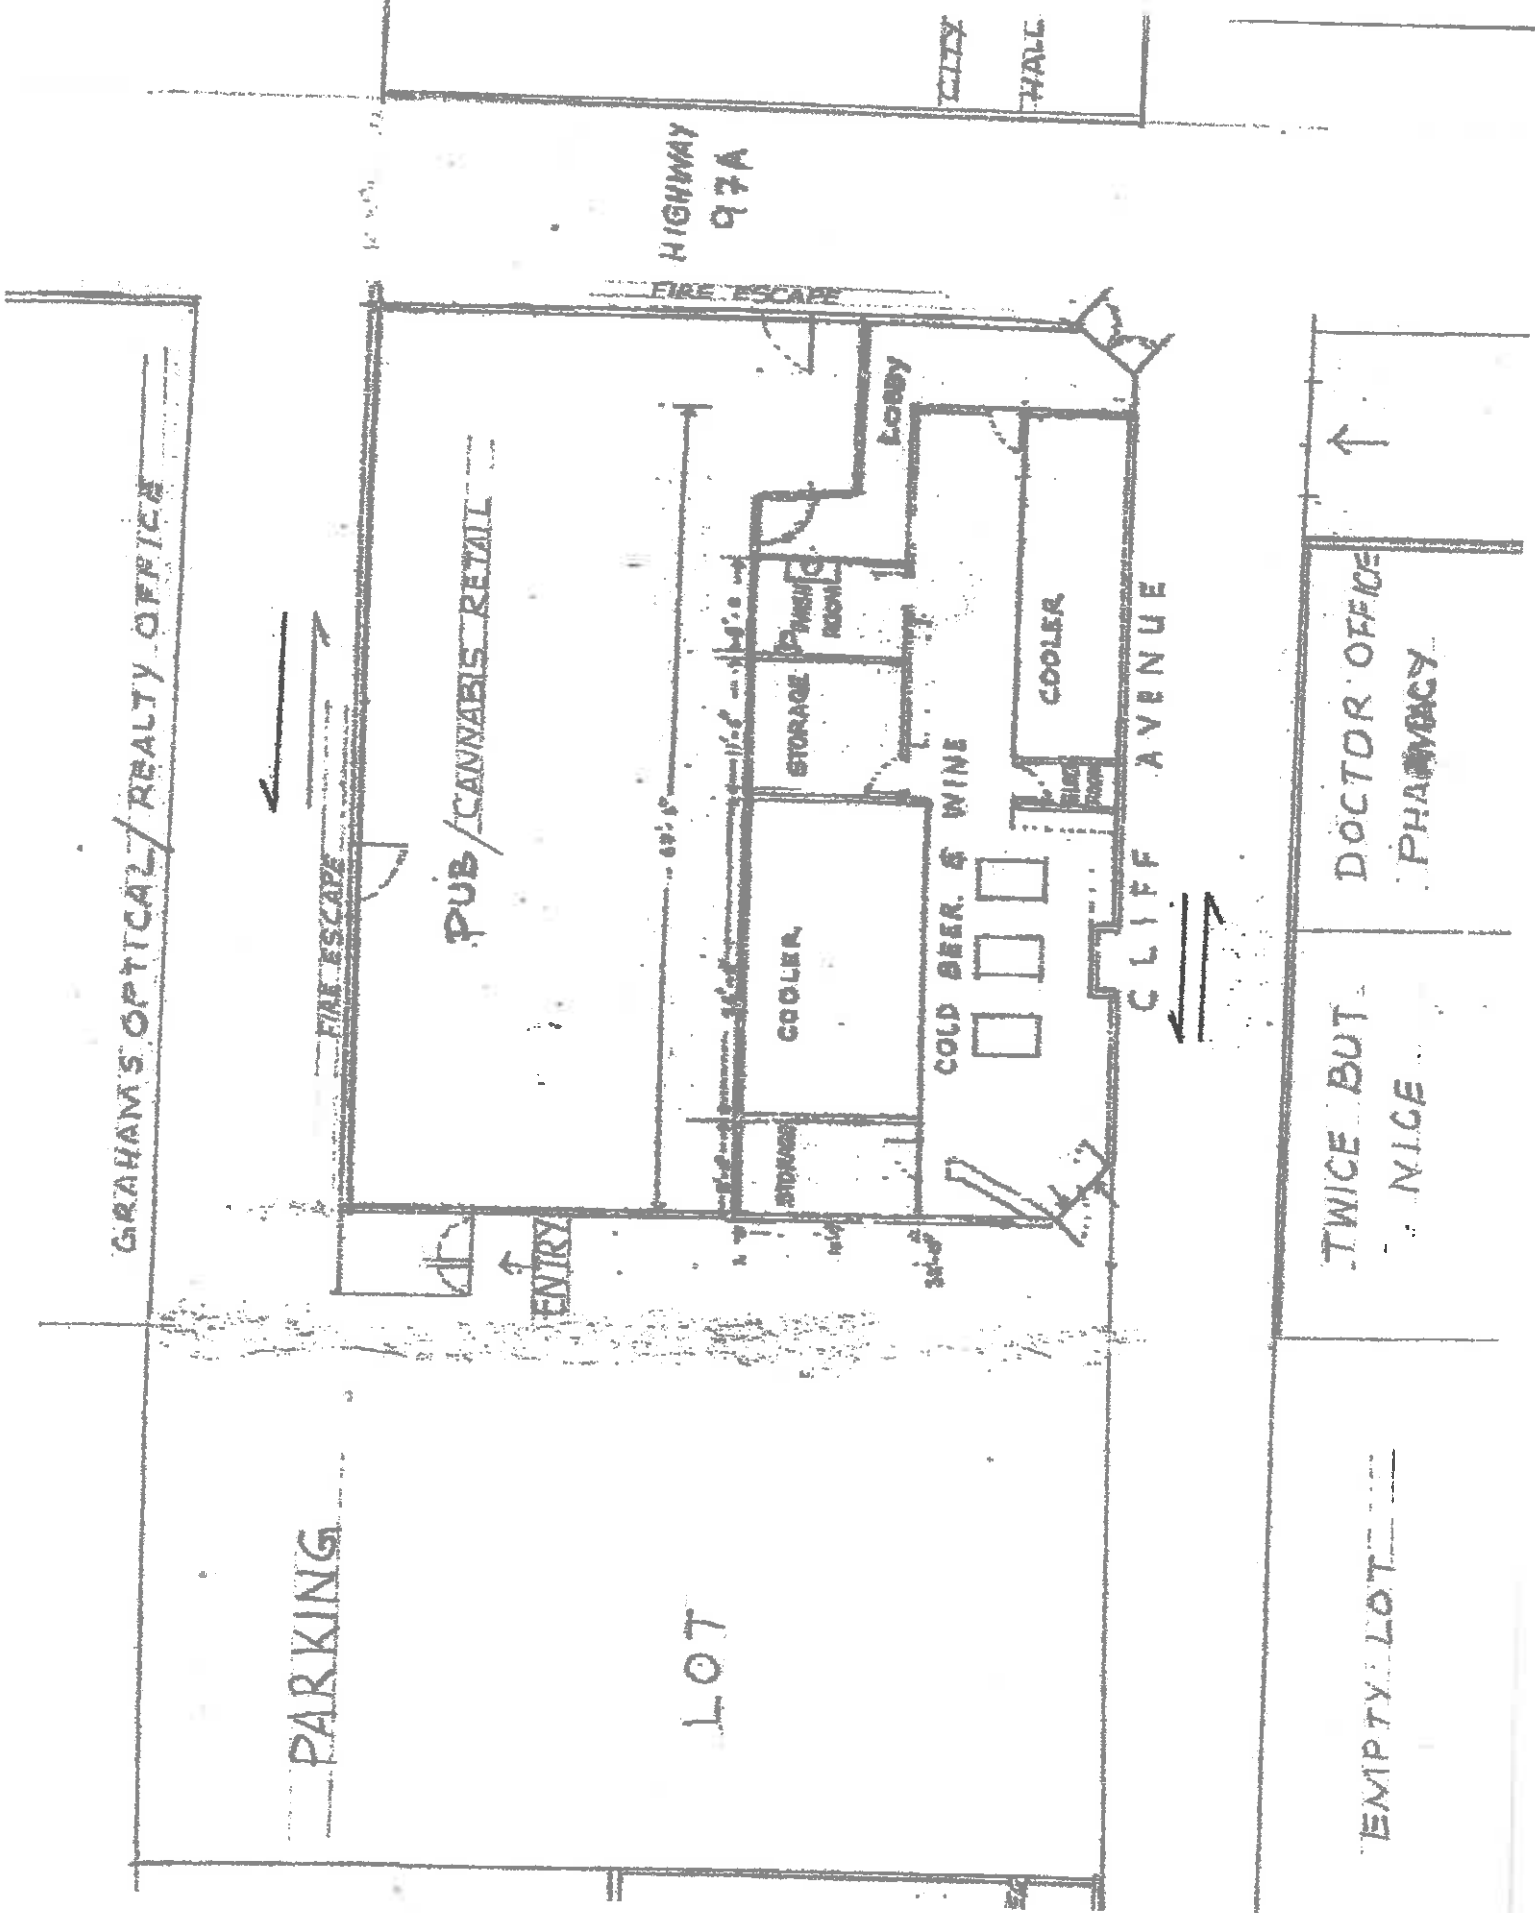 CITY
HALL
HIGHWAY
97A
FIRE ESCAPE
GRAHAM'S OPTICAL/REALTY OFFICE
FIRE ESCAPE
PUB/CANNABIS RETAIL
LOBBY
ROOM
STORAGE
COOLER
COOLER
STORAGE
COLD BEER & WINE
ENTRY
CLIFF AVENUE
DOCTOR OFFICE
PHARMACY
TWICE BUT
NICE
PARKING
LOT
EMPTY LOT